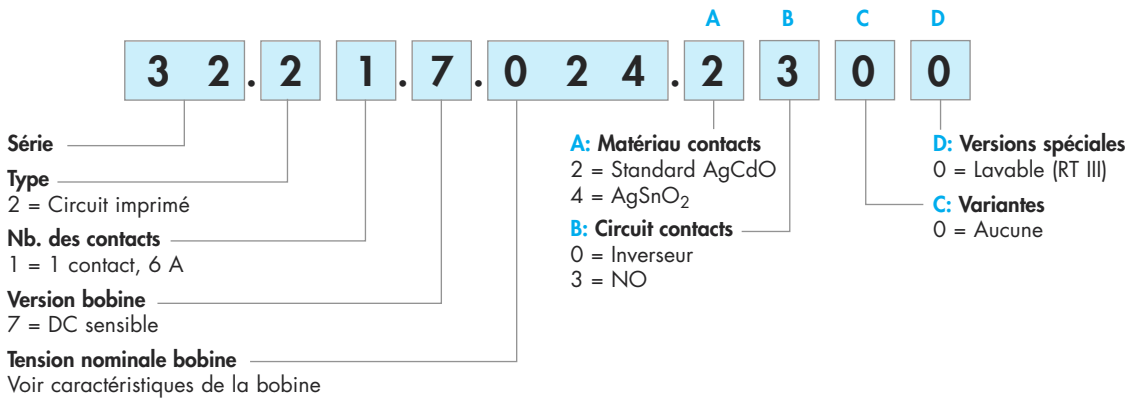 A B C D
3 2 . 2 1 . 7 . 0 2 4 . 2 3 0 0
Série
Type
2 = Circuit imprimé
Nb. des contacts
1 = 1 contact, 6 A
Version bobine
7 = DC sensible
Tension nominale bobine
Voir caractéristiques de la bobine
A: Matériau contacts
2 = Standard AgCdO
4 = AgSnO2
B: Circuit contacts
0 = Inverseur
3 = NO
D: Versions spéciales
0 = Lavable (RT III)
C: Variantes
0 = Aucune